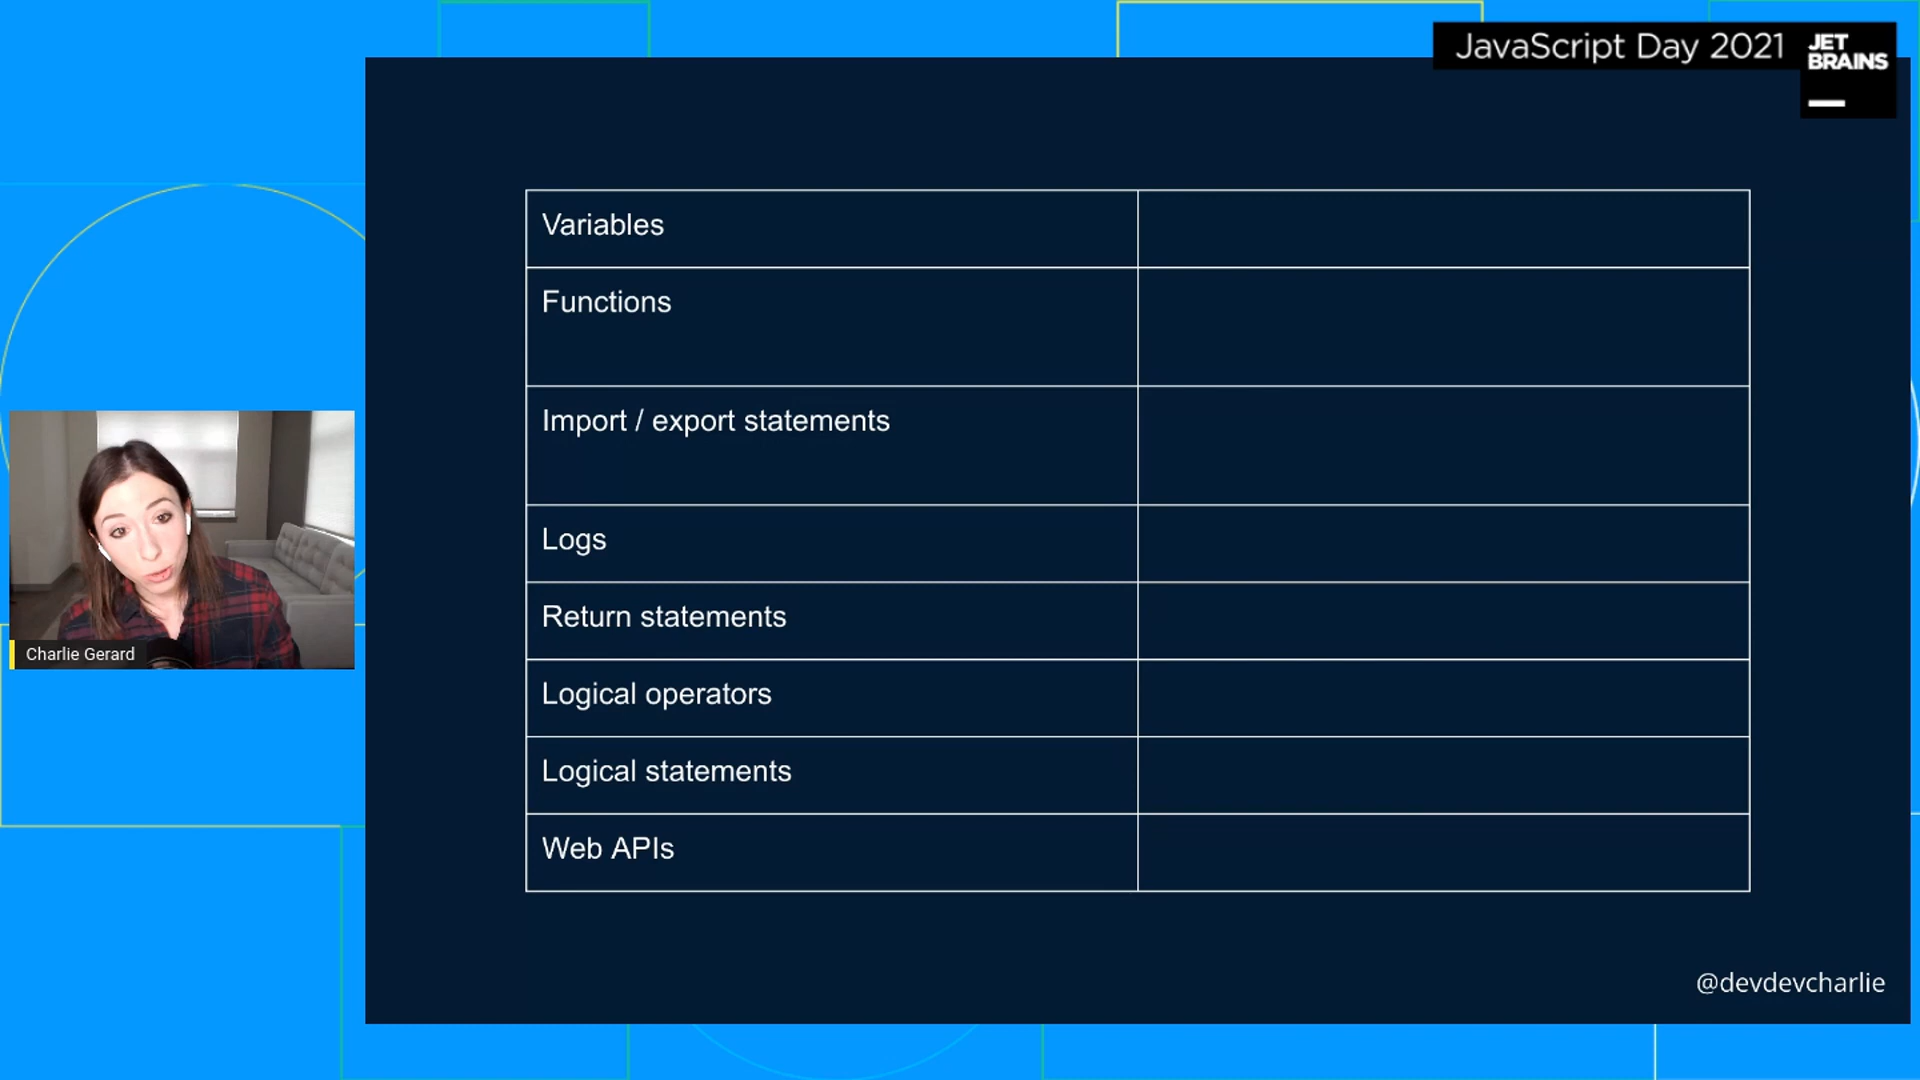 JavaScript Day 2021
JET
BRAINS
Variables
Functions
Import / export statements
Logs
Return statements
Logical operators
Logical statements
Web APIs
Charlie Gerard
@devdevcharlie